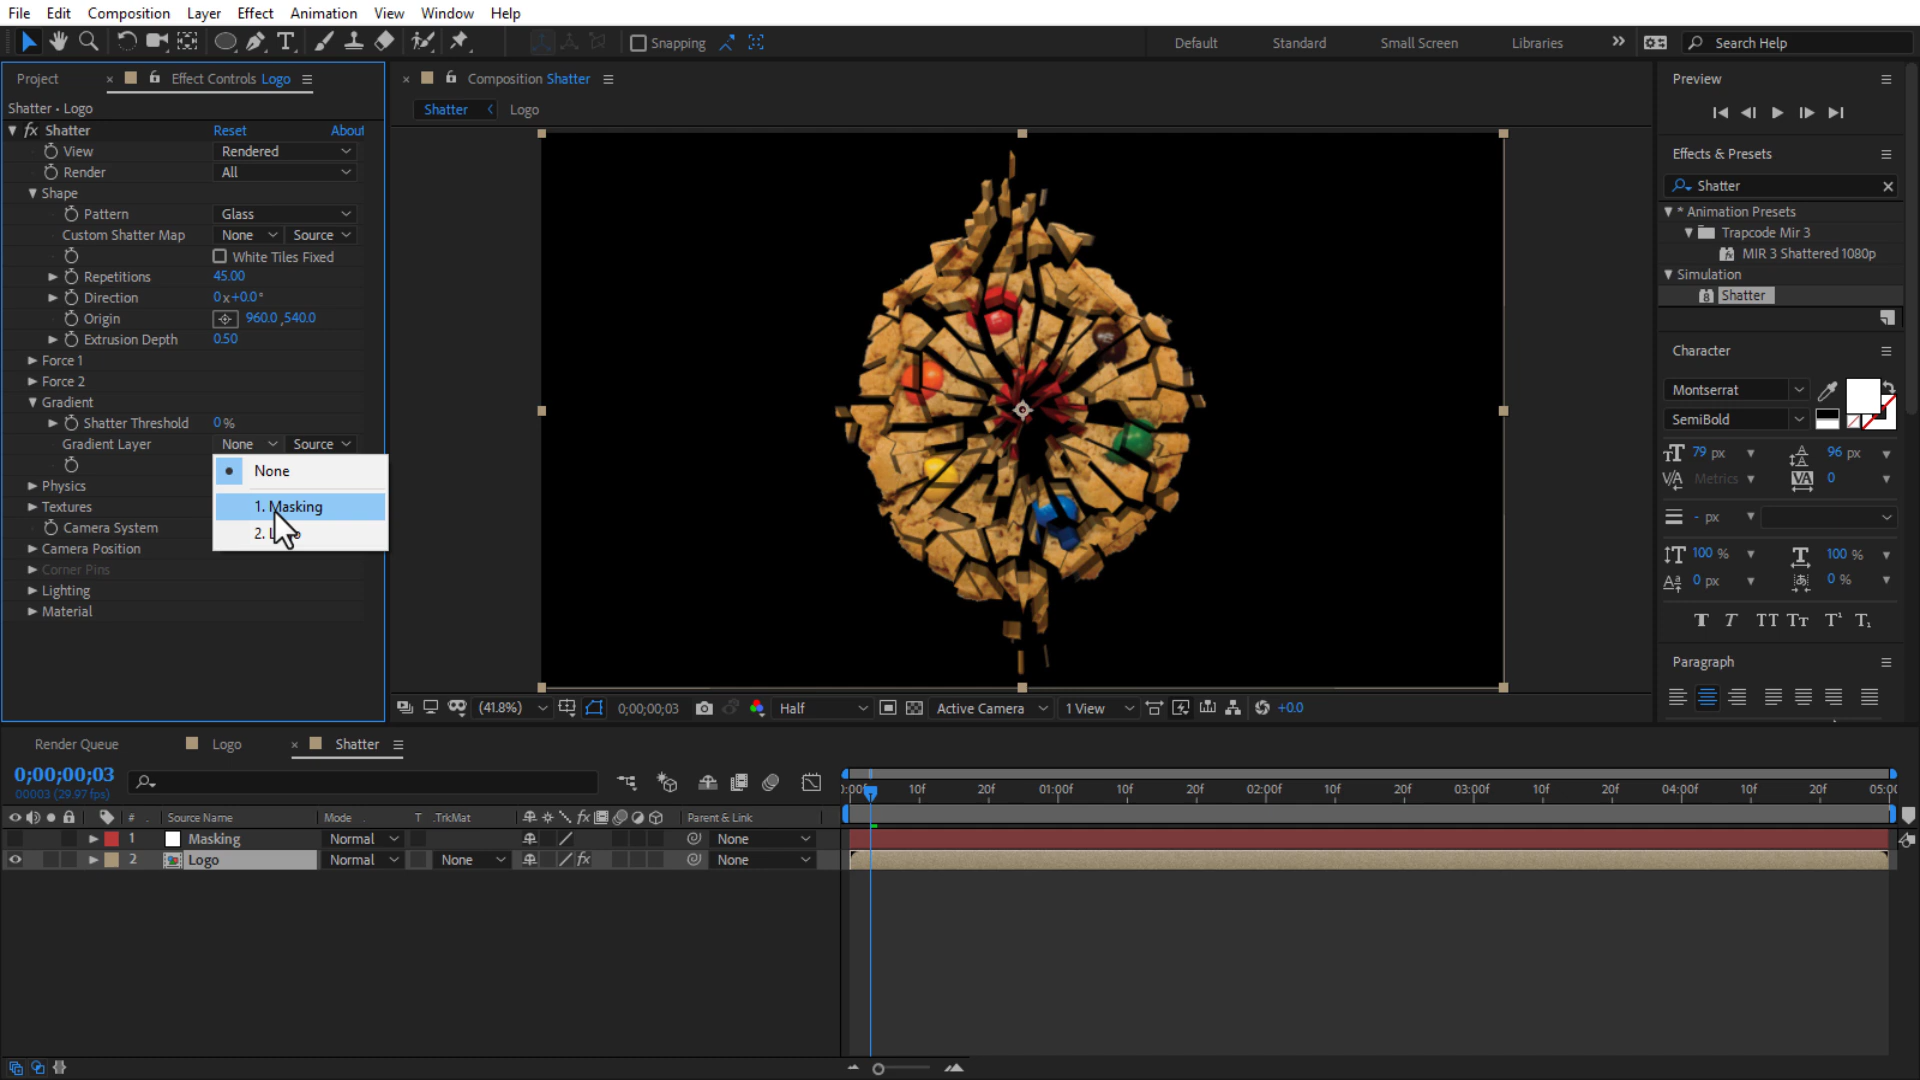 File Edit Composition Layer Effect Animation View Window Help
Snapping Default Standard Small Screen Libraries Search Help
Project Effect Controls Logo
Shatter • Logo
fx Shatter Reset About
View Rendered
Render All
Shape
Pattern Glass
Custom Shatter Map None Source
White Tiles Fixed
Repetitions 45.00
Direction 0x+0.0°
Origin 960.0, 540.0
Extrusion Depth 0.50
Force 1
Force 2
Gradient
Shatter Threshold 0%
Gradient Layer None Source
None
1. Masking
Physics
Textures
Camera System
Camera Position
Corner Pins
Lighting
Material
Composition Shatter
Shatter Logo
(41.8%) 0;00;00;03 Half Active Camera 1 View +0.0
Preview
Effects & Presets
Shatter
* Animation Presets
Trapcode Mir 3
MIR 3 Shattered 1080p
Simulation
Shatter
Character
Montserrat
SemiBold
79 px 96 px
Metrics 0
- px
100 % 100 %
0 px 0 %
T T TT Tt T¹ T₁
Paragraph
Render Queue Logo Shatter
0;00;00;03
00003 (29.97 fps)
:00f 10f 20f 01:00f 10f 20f 02:00f 10f 20f 03:00f 10f 20f 04:00f 10f 20f 05:00
# Source Name Mode T .TrkMat fx Parent & Link
1 Masking Normal None
2 Logo Normal None fx None